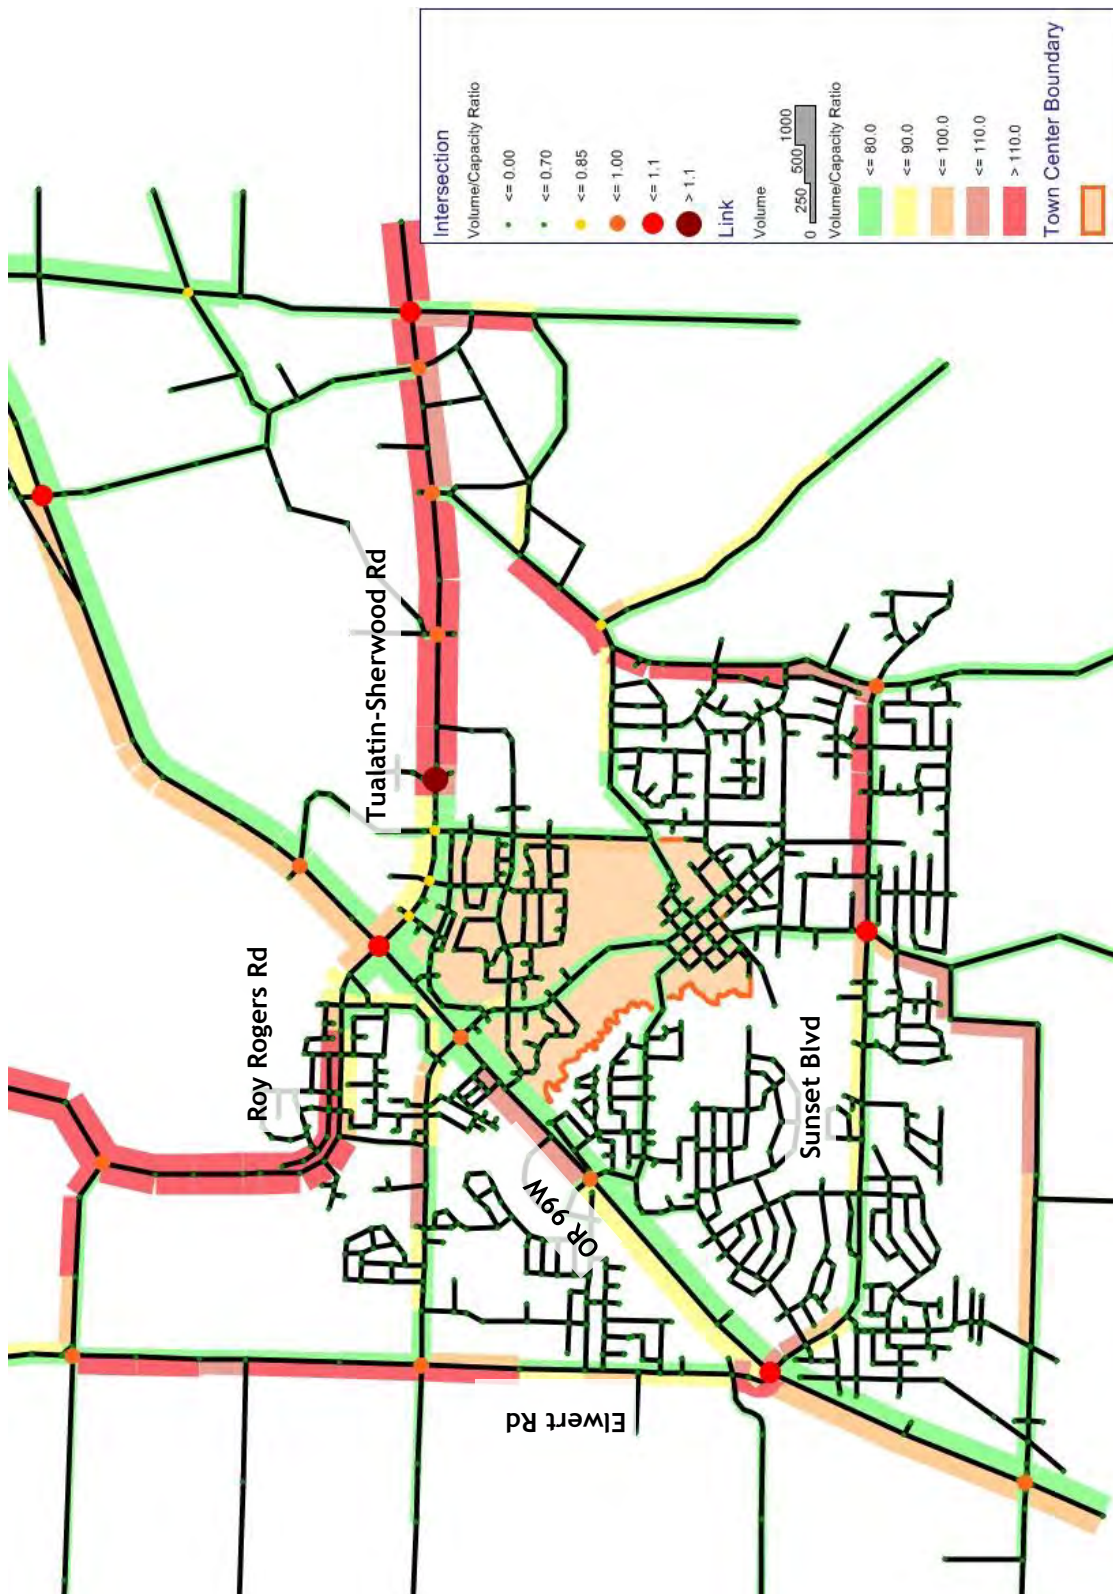 Intersection
Volume/Capacity Ratio
<= 0.00
<= 0.70
<= 0.85
<= 1.00
<= 1.1
> 1.1
Link
Volume
0 250 500 1000
Volume/Capacity Ratio
<= 80.0
<= 90.0
<= 100.0
<= 110.0
> 110.0
Town Center Boundary
Tualatin-Sherwood Rd
Roy Rogers Rd
Sunset Blvd
OR 99W
Elwert Rd